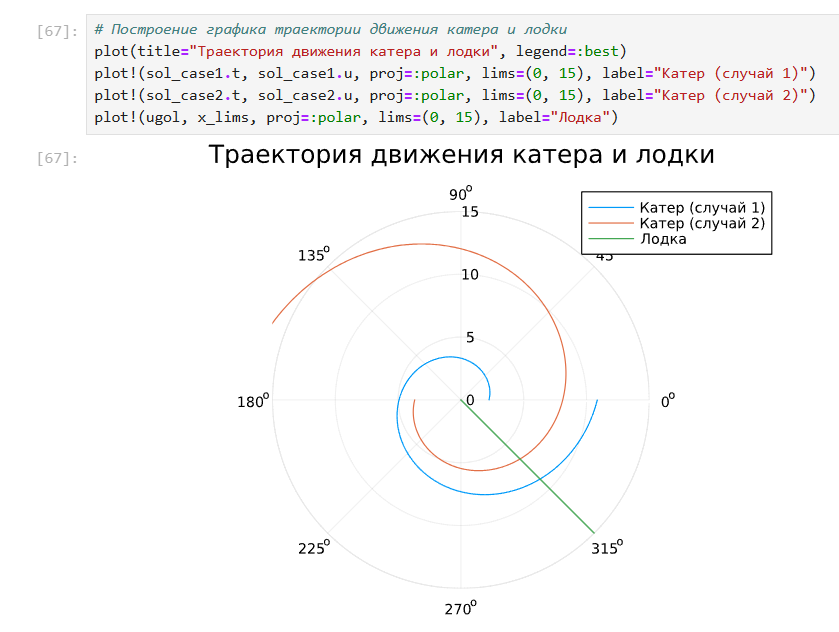 [67]: # Построение графика траектории движения катера и лодки
plot(title="Траектория движения катера и лодки", legend=:best)
plot!(sol_case1.t, sol_case1.u, proj=:polar, lims=(0, 15), label="Катер (случай 1)")
plot!(sol_case2.t, sol_case2.u, proj=:polar, lims=(0, 15), label="Катер (случай 2)")
plot!(ugol, x_lims, proj=:polar, lims=(0, 15), label="Лодка")
[67]:
Траектория движения катера и лодки
90°
15
Катер (случай 1)
Катер (случай 2)
Лодка
135°
45
10
5
180°
0
0°
225°
315°
270°